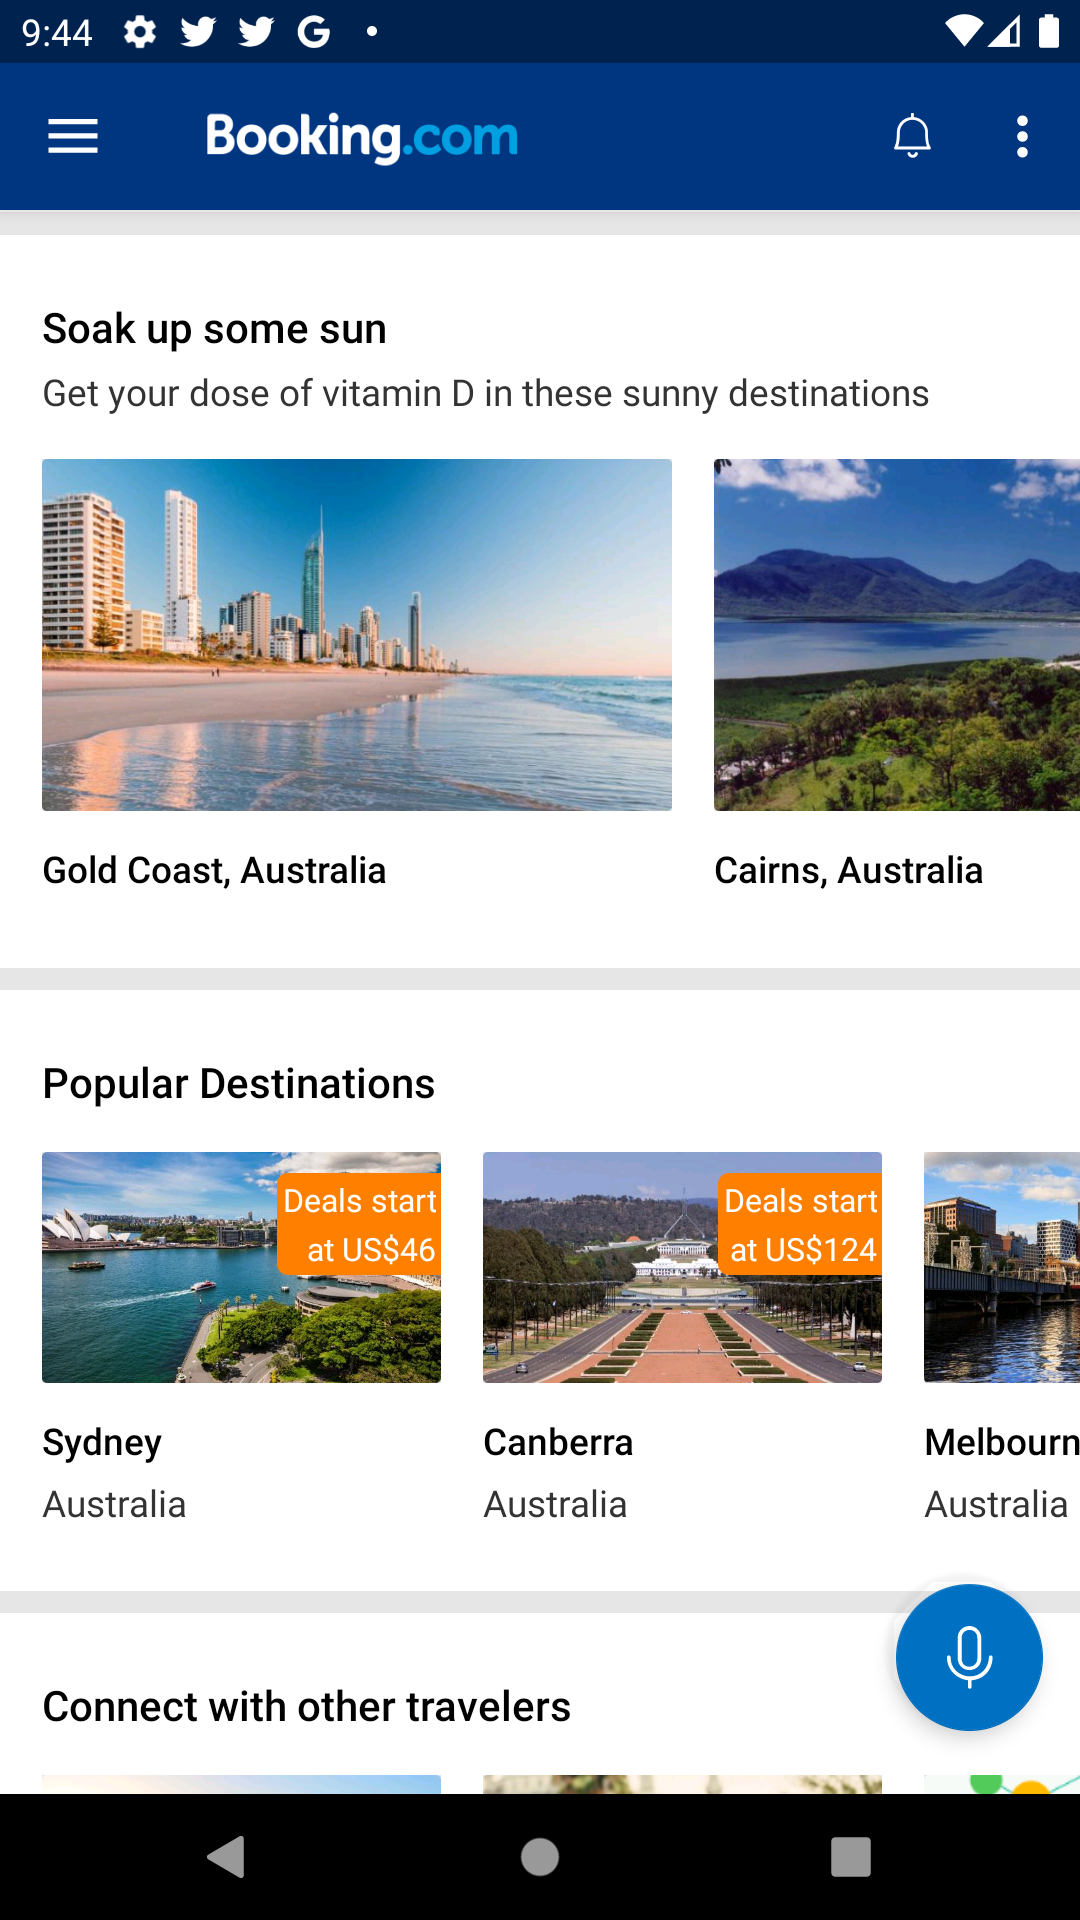 9:44
Booking.com
Soak up some sun
Get your dose of vitamin D in these sunny destinations
Gold Coast, Australia
Cairns, Australia
Popular Destinations
Deals start
at US$46
Deals start
at US$124
Sydney
Canberra
Melbourn
Australia
Australia
Australia
Connect with other travelers